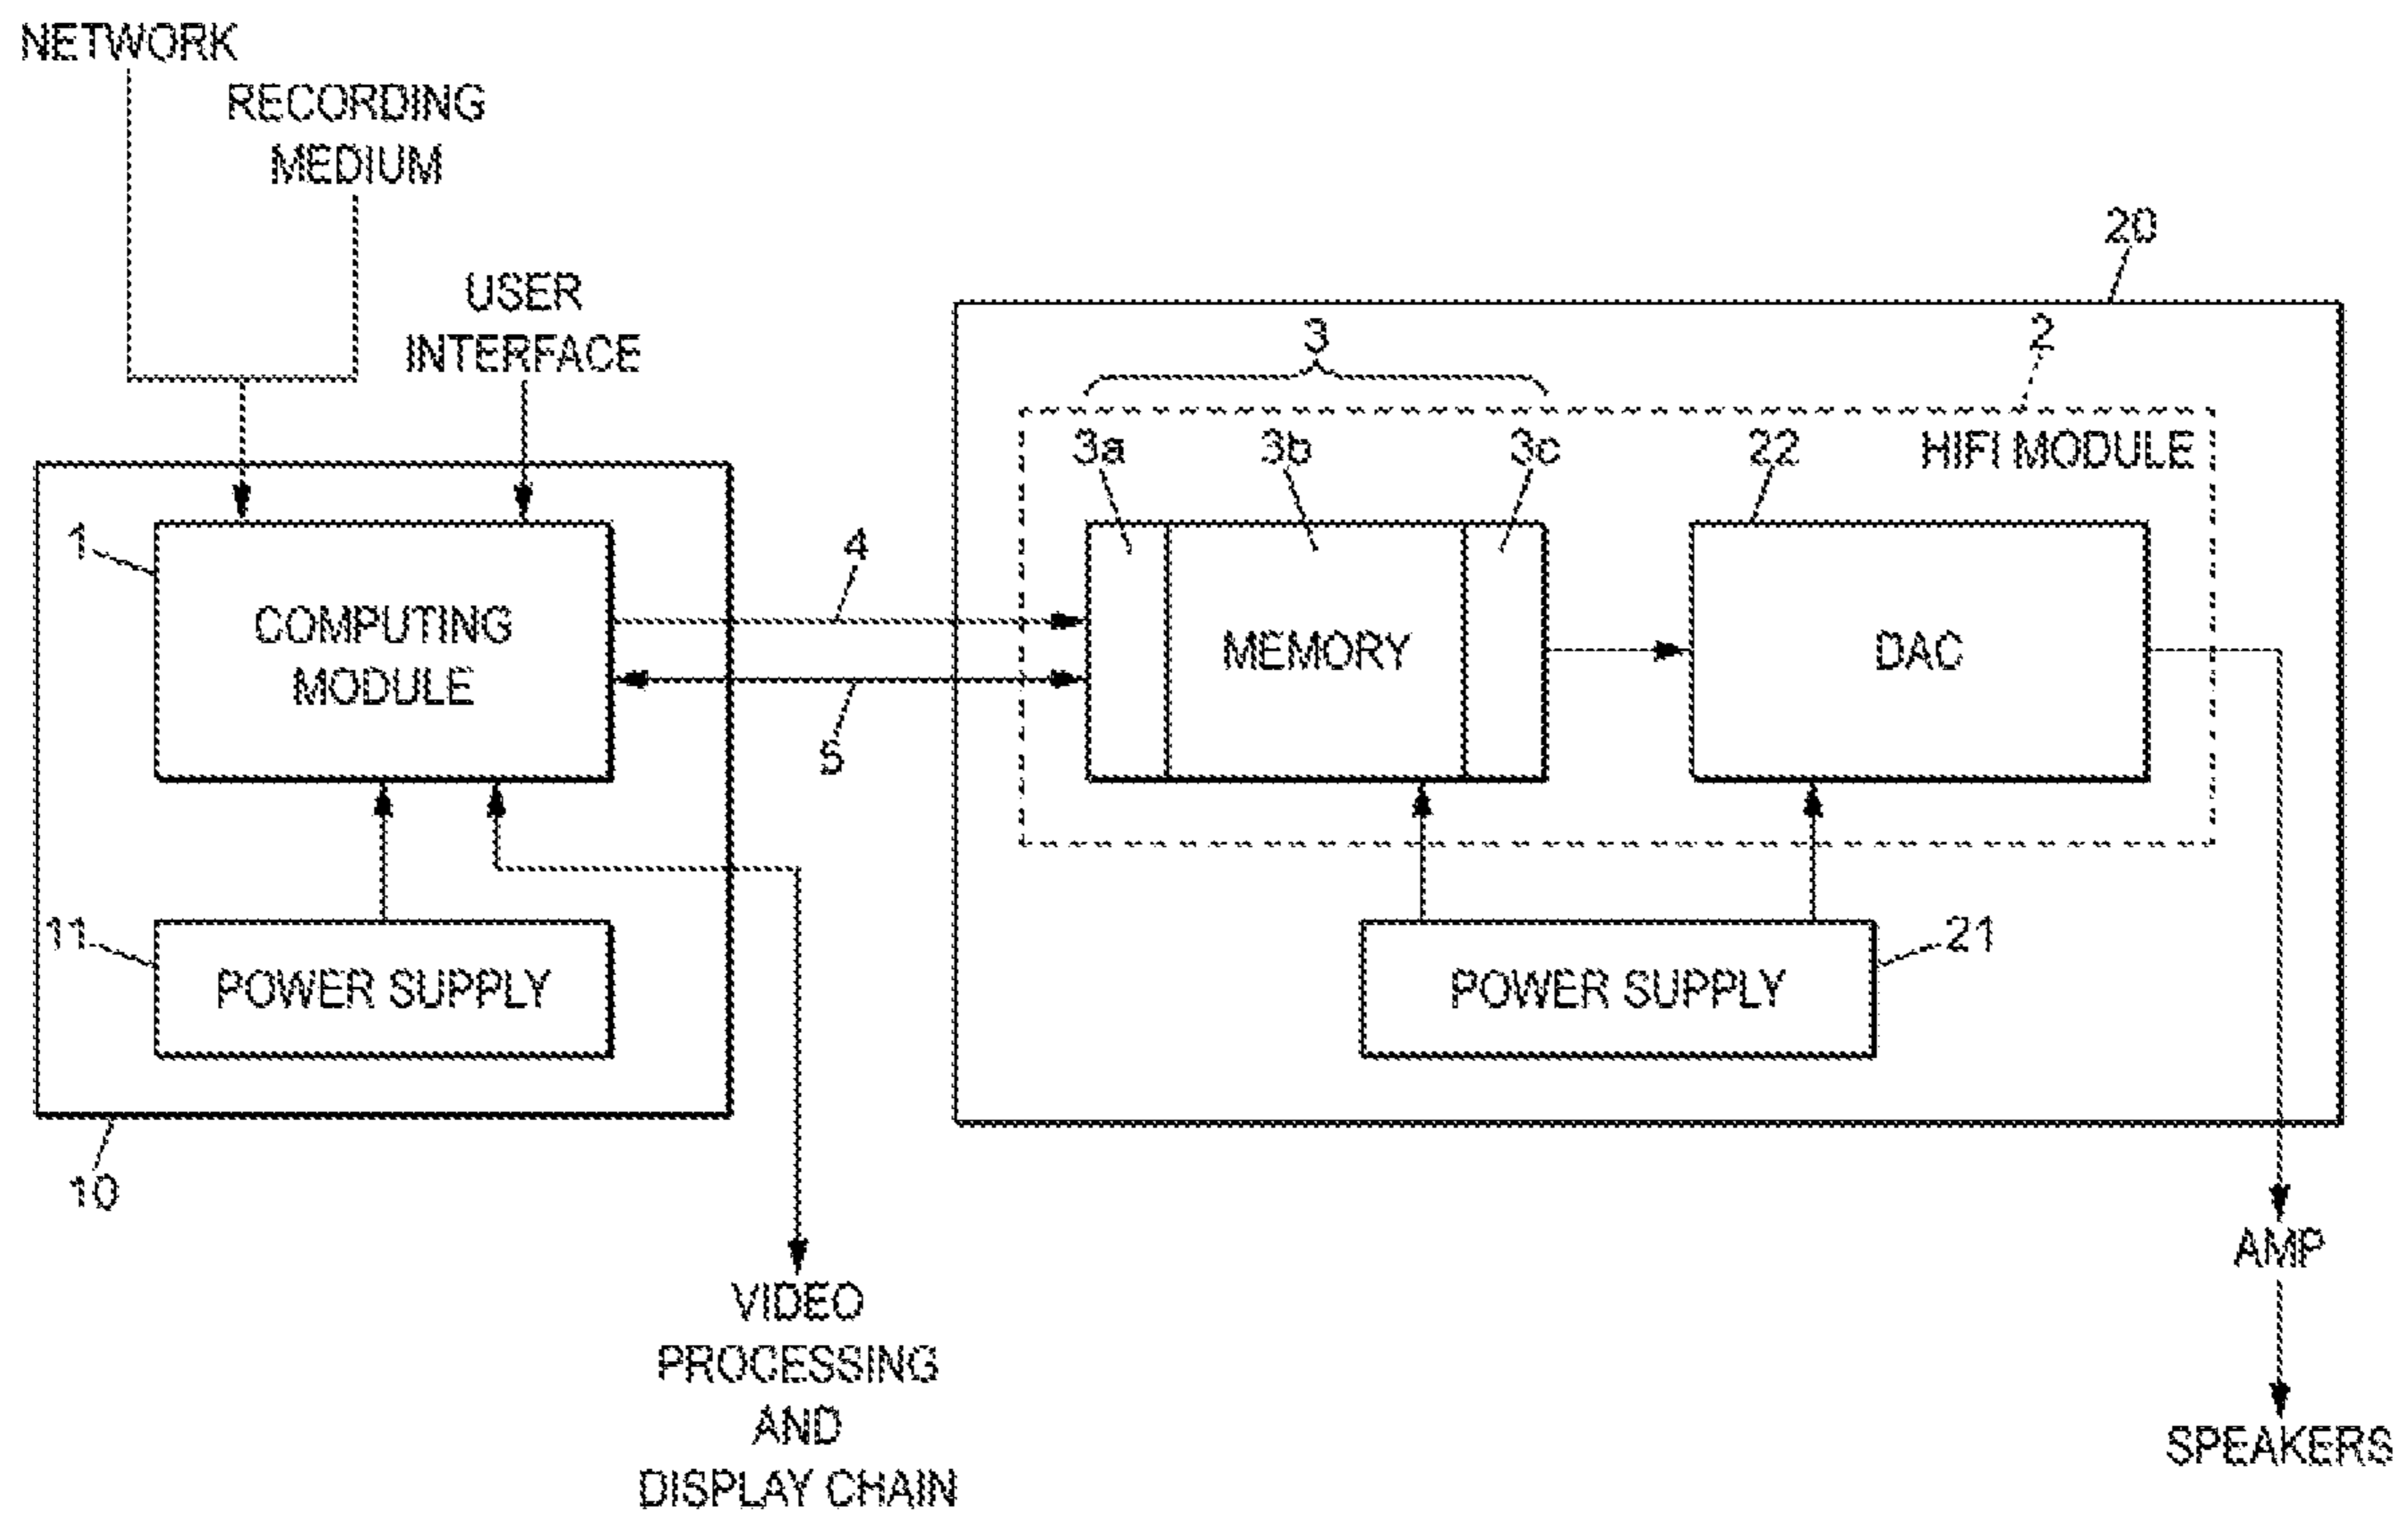 NETWORK
RECORDING
MEDIUM
USER
INTERFACE
20
3
2
3a
3b
3c
22
HIFI MODULE
1
4
COMPUTING
MODULE
MEMORY
DAC
5
11
POWER SUPPLY
21
POWER SUPPLY
10
AMP
VIDEO
PROCESSING
AND
DISPLAY CHAIN
SPEAKERS